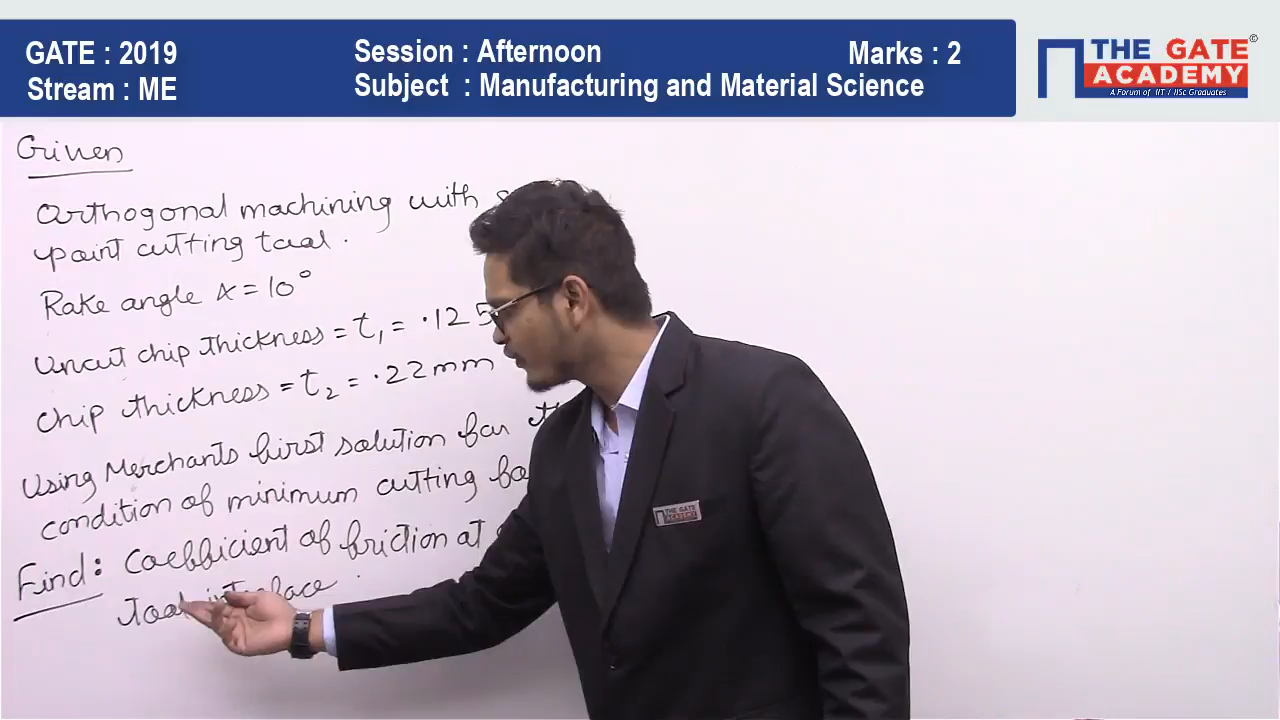 GATE : 2019
Stream : ME
Session : Afternoon
Subject : Manufacturing and Material Science
Marks : 2
THE GATE
ACADEMY
©
A Forum of IIT / IISc Graduates
Given
Orthogonal machining with
point cutting tool.
Rake angle α = 10°
Uncut chip thickness = t₁ = .125
chip thickness = t₂ = .22mm
Using Merchants first solution for
condition of minimum cutting
Find: Coefficient of friction at
Tool interface.
THE GATE
ACADEMY